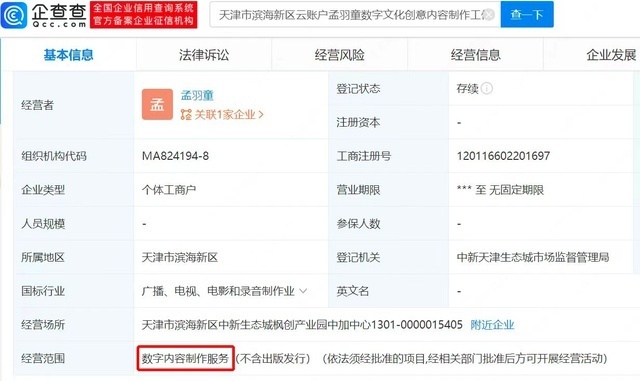 企查查
Qcc.com
全国企业信用查询系统
官方备案企业征信机构
天津市滨海新区云账户孟羽童数字文化创意内容制作工作
查一下
基本信息 法律诉讼 经营风险 经营信息 企业发展
经营者 孟 孟羽童 关联1家企业 > 登记状态 存续
注册资本 -
组织机构代码 MA824194-8 工商注册号 120116602201697
企业类型 个体工商户 营业期限 *** 至 无固定期限
人员规模 - 参保人数 -
所属地区 天津市滨海新区 登记机关 中新天津生态城市场监督管理局
国标行业 广播、电视、电影和录音制作业 英文名 -
经营场所 天津市滨海新区中新生态城枫创产业园中加中心1301-0000015405 附近企业
经营范围 数字内容制作服务（不含出版发行）（依法须经批准的项目,经相关部门批准后方可开展经营活动）